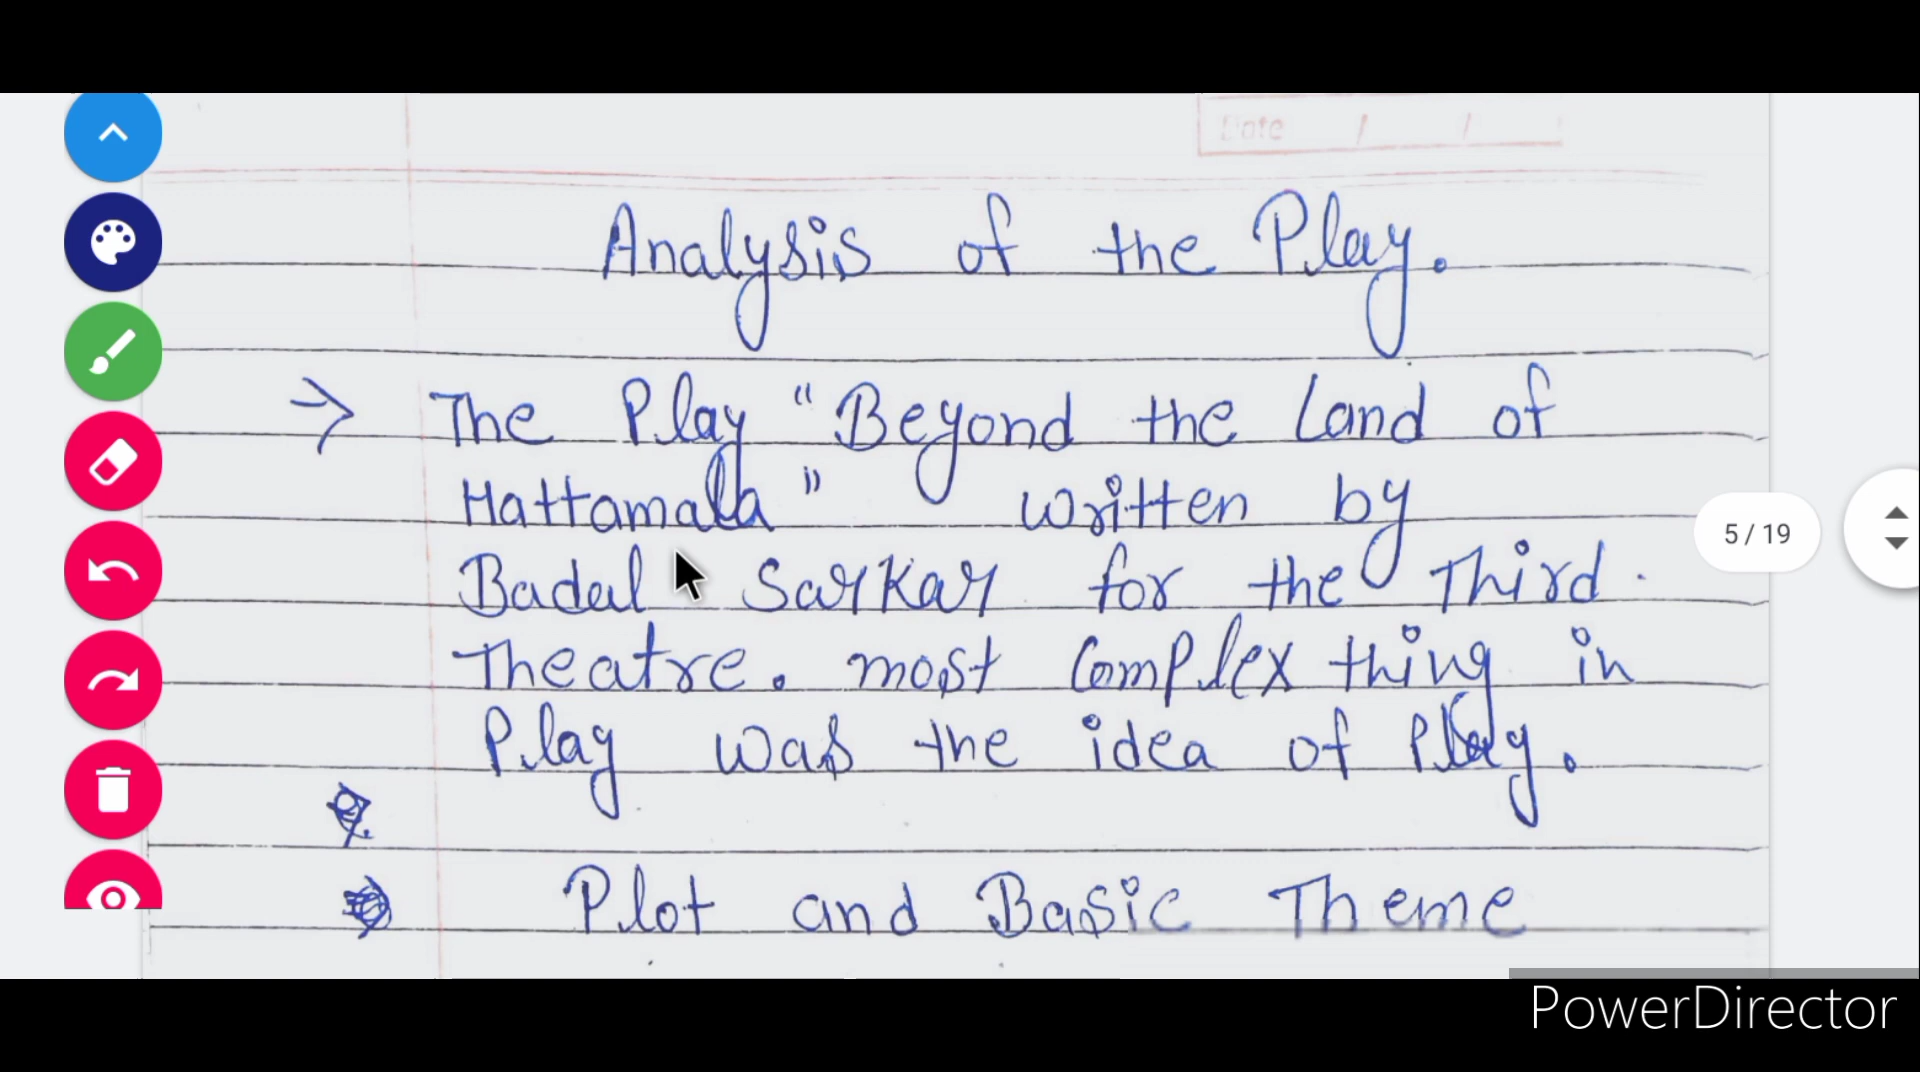 Date / /
Analysis of the Play.
→ The Play "Beyond the Land of
Hattamala" written by
Badal Sarkar for the Third
Theatre. most Complex thing in
Play was the idea of Play.
Plot and Basic Theme
5 / 19
PowerDirector